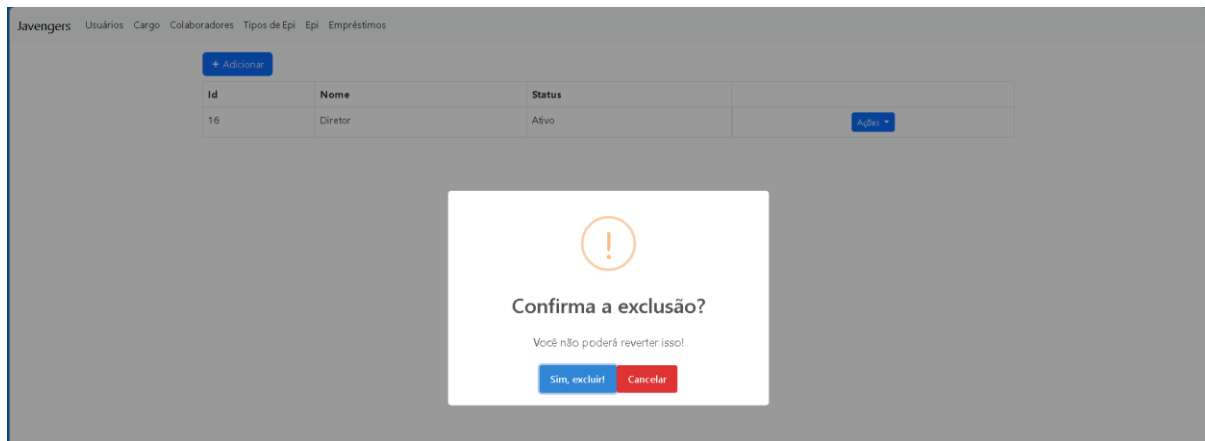 Javengers Usuários Cargo Colaboradores Tipos de Epi Epi Empréstimos
+ Adicionar
Id Nome Status
16 Diretor Ativo Ações
!
Confirma a exclusão?
Você não poderá reverter isso!
Sim, excluir! Cancelar